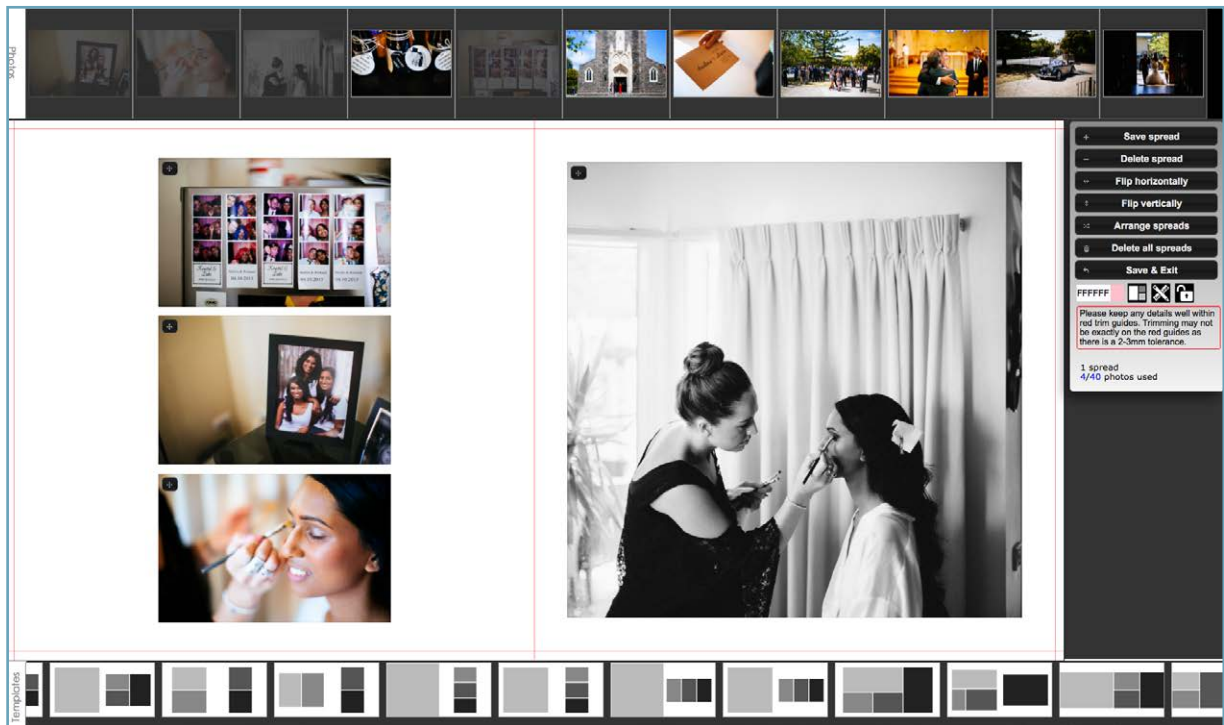 Photos
Save spread
Delete spread
Flip horizontally
Flip vertically
Arrange spreads
Delete all spreads
Save & Exit
FFFFFF
Please keep any details well within
red trim guides. Trimming may not
be exactly on the red guides as
there is a 2-3mm tolerance.
1 spread
4/40 photos used
Templates